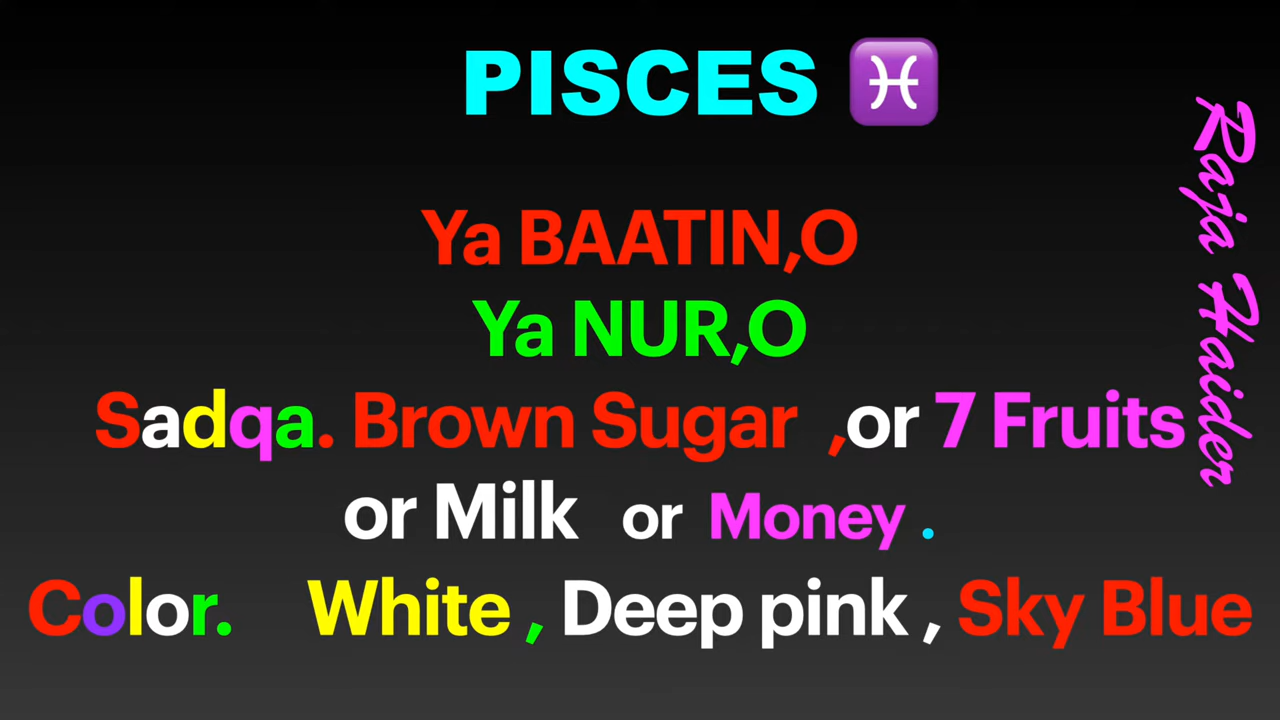 PISCES ♓
Ya BAATIN,O
Ya NUR,O
Sadqa. Brown Sugar ,or 7 Fruits
or Milk or Money .
Color. White , Deep pink , Sky Blue
Raja Haider